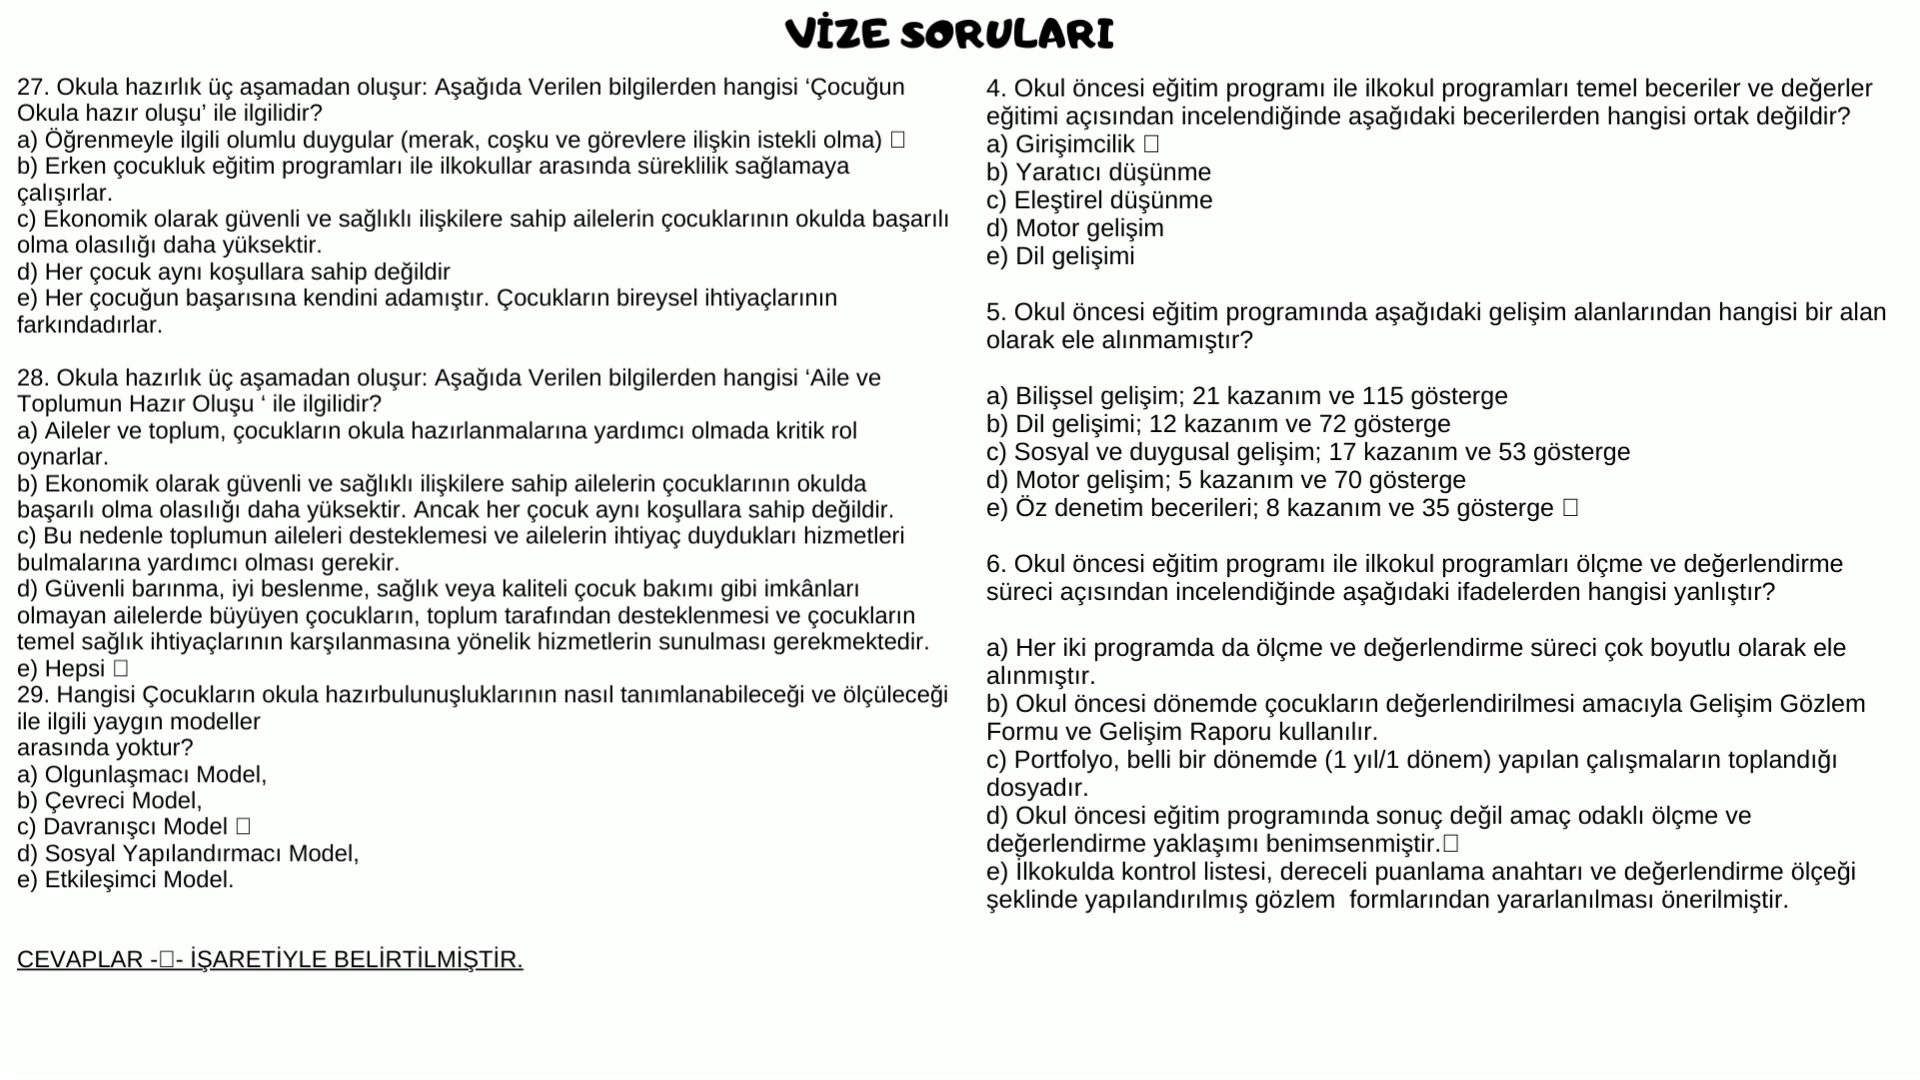 VİZE SORULARI
27. Okula hazırlık üç aşamadan oluşur: Aşağıda Verilen bilgilerden hangisi ‘Çocuğun
Okula hazır oluşu’ ile ilgilidir?
a) Öğrenmeyle ilgili olumlu duygular (merak, coşku ve görevlere ilişkin istekli olma) 
b) Erken çocukluk eğitim programları ile ilkokullar arasında süreklilik sağlamaya
çalışırlar.
c) Ekonomik olarak güvenli ve sağlıklı ilişkilere sahip ailelerin çocuklarının okulda başarılı
olma olasılığı daha yüksektir.
d) Her çocuk aynı koşullara sahip değildir
e) Her çocuğun başarısına kendini adamıştır. Çocukların bireysel ihtiyaçlarının
farkındadırlar.
28. Okula hazırlık üç aşamadan oluşur: Aşağıda Verilen bilgilerden hangisi ‘Aile ve
Toplumun Hazır Oluşu ‘ ile ilgilidir?
a) Aileler ve toplum, çocukların okula hazırlanmalarına yardımcı olmada kritik rol
oynarlar.
b) Ekonomik olarak güvenli ve sağlıklı ilişkilere sahip ailelerin çocuklarının okulda
başarılı olma olasılığı daha yüksektir. Ancak her çocuk aynı koşullara sahip değildir.
c) Bu nedenle toplumun aileleri desteklemesi ve ailelerin ihtiyaç duydukları hizmetleri
bulmalarına yardımcı olması gerekir.
d) Güvenli barınma, iyi beslenme, sağlık veya kaliteli çocuk bakımı gibi imkânları
olmayan ailelerde büyüyen çocukların, toplum tarafından desteklenmesi ve çocukların
temel sağlık ihtiyaçlarının karşılanmasına yönelik hizmetlerin sunulması gerekmektedir.
e) Hepsi 
29. Hangisi Çocukların okula hazırbulunuşluklarının nasıl tanımlanabileceği ve ölçüleceği
ile ilgili yaygın modeller
arasında yoktur?
a) Olgunlaşmacı Model,
b) Çevreci Model,
c) Davranışcı Model 
d) Sosyal Yapılandırmacı Model,
e) Etkileşimci Model.
CEVAPLAR -- İŞARETİYLE BELİRTİLMİŞTİR.
4. Okul öncesi eğitim programı ile ilkokul programları temel beceriler ve değerler
eğitimi açısından incelendiğinde aşağıdaki becerilerden hangisi ortak değildir?
a) Girişimcilik 
b) Yaratıcı düşünme
c) Eleştirel düşünme
d) Motor gelişim
e) Dil gelişimi
5. Okul öncesi eğitim programında aşağıdaki gelişim alanlarından hangisi bir alan
olarak ele alınmamıştır?
a) Bilişsel gelişim; 21 kazanım ve 115 gösterge
b) Dil gelişimi; 12 kazanım ve 72 gösterge
c) Sosyal ve duygusal gelişim; 17 kazanım ve 53 gösterge
d) Motor gelişim; 5 kazanım ve 70 gösterge
e) Öz denetim becerileri; 8 kazanım ve 35 gösterge 
6. Okul öncesi eğitim programı ile ilkokul programları ölçme ve değerlendirme
süreci açısından incelendiğinde aşağıdaki ifadelerden hangisi yanlıştır?
a) Her iki programda da ölçme ve değerlendirme süreci çok boyutlu olarak ele
alınmıştır.
b) Okul öncesi dönemde çocukların değerlendirilmesi amacıyla Gelişim Gözlem
Formu ve Gelişim Raporu kullanılır.
c) Portfolyo, belli bir dönemde (1 yıl/1 dönem) yapılan çalışmaların toplandığı
dosyadır.
d) Okul öncesi eğitim programında sonuç değil amaç odaklı ölçme ve
değerlendirme yaklaşımı benimsenmiştir.
e) İlkokulda kontrol listesi, dereceli puanlama anahtarı ve değerlendirme ölçeği
şeklinde yapılandırılmış gözlem  formlarından yararlanılması önerilmiştir.